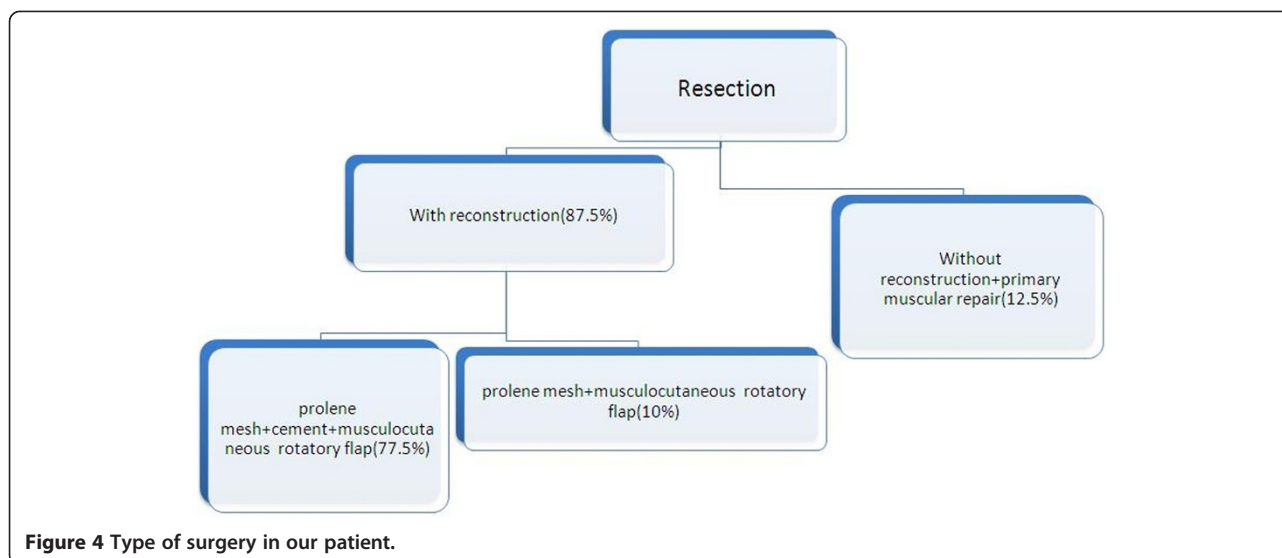 Resection
With reconstruction(87.5%)
Without
reconstruction+primary
muscular repair(12.5%)
prolene
mesh+cement+musculocuta
neous rotatory flap(77.5%)
prolene mesh+musculocutaneous rotatory
flap(10%)
Figure 4 Type of surgery in our patient.